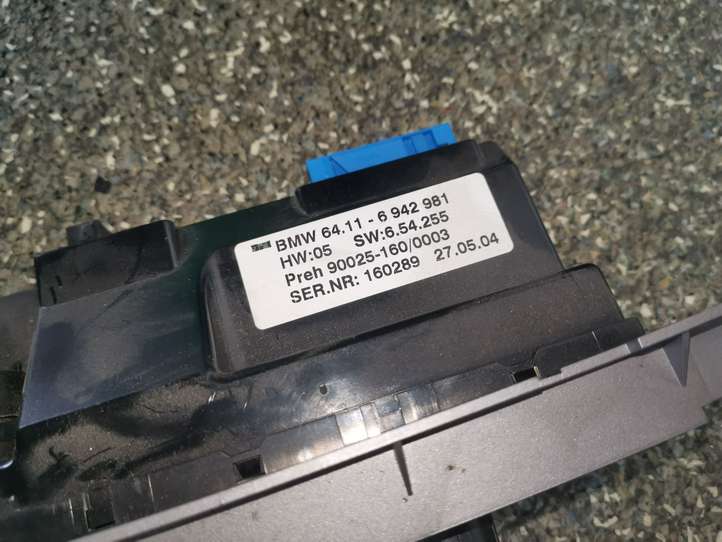 BMW 64.11 - 6 942 981
HW:05 SW:6.54.255
Preh 90025-160/0003
SER.NR: 160289 27.05.04